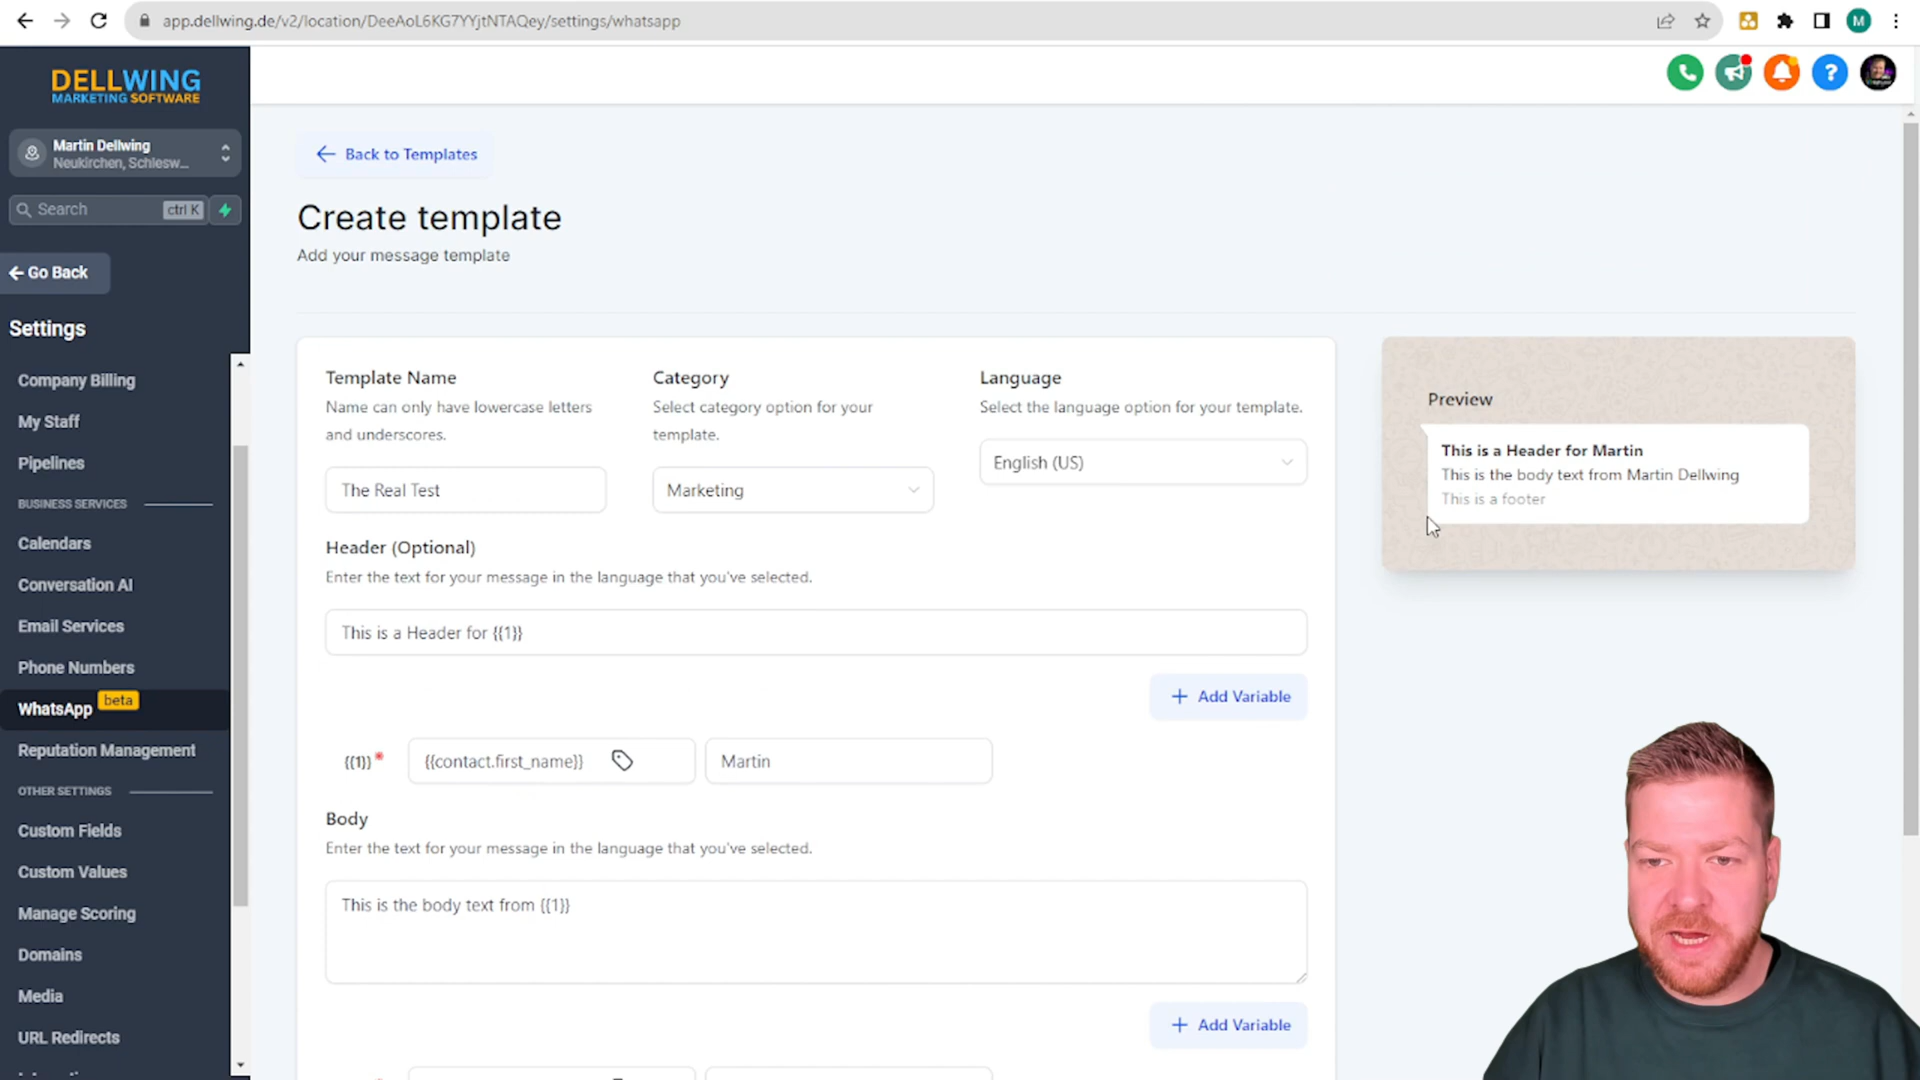 app.dellwing.de/v2/location/DeeAoL6KG7YYjtNTAQey/settings/whatsapp
M
DELLWING
MARKETING SOFTWARE
Martin Dellwing
Neukirchen, Schlesw...
Search
ctrl K
Go Back
Settings
Company Billing
My Staff
Pipelines
BUSINESS SERVICES
Calendars
Conversation AI
Email Services
Phone Numbers
WhatsApp
beta
Reputation Management
OTHER SETTINGS
Custom Fields
Custom Values
Manage Scoring
Domains
Media
URL Redirects
?
Back to Templates
Create template
Add your message template
Template Name
Name can only have lowercase letters
and underscores.
The Real Test
Category
Select category option for your
template.
Marketing
Language
Select the language option for your template.
English (US)
Header (Optional)
Enter the text for your message in the language that you've selected.
This is a Header for {{1}}
+ Add Variable
{{1}}*
{{contact.first_name}}
Martin
Body
Enter the text for your message in the language that you've selected.
This is the body text from {{1}}
+ Add Variable
Preview
This is a Header for Martin
This is the body text from Martin Dellwing
This is a footer